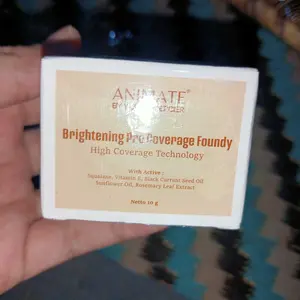 ANIMATE®
BY
Brightening Pro Coverage Foundy
High Coverage Technology
With Active :
Squalane, Vitamin E, Black Currant Seed Oil
Sunflower Oil, Rosemary Leaf Extract
Netto 10 g